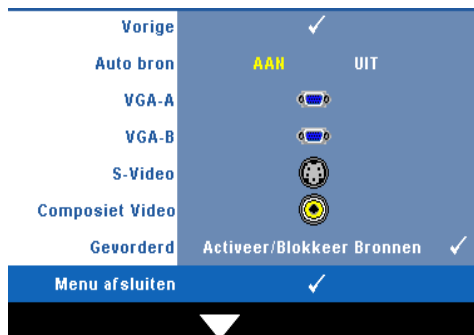 Vorige
Auto bron AAN UIT
VGA-A
VGA-B
S-Video
Composiet Video
Gevorderd Activeer/Blokkeer Bronnen
Menu afsluiten